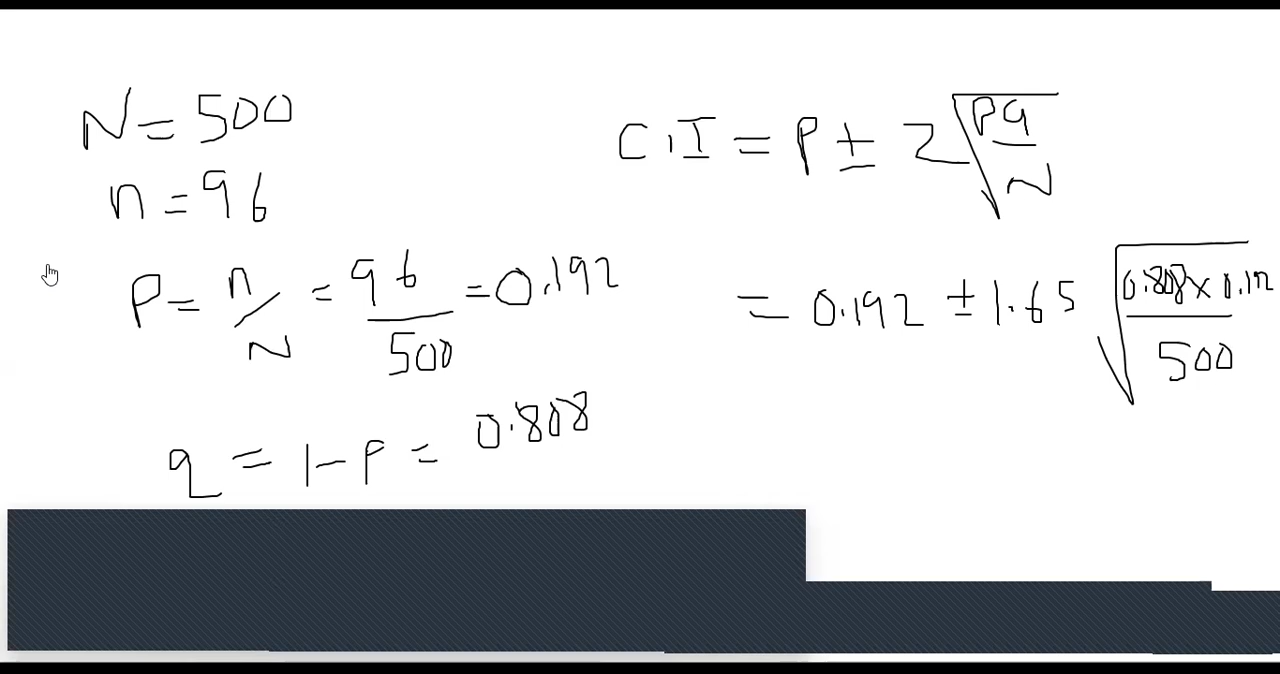 N = 500
n = 96
P = n/N = 96/500 = 0.192
q = 1 - P = 0.808
C.I = P ± Z√(Pq/N)
= 0.192 ± 1.65 √(0.808 × 0.192/500)